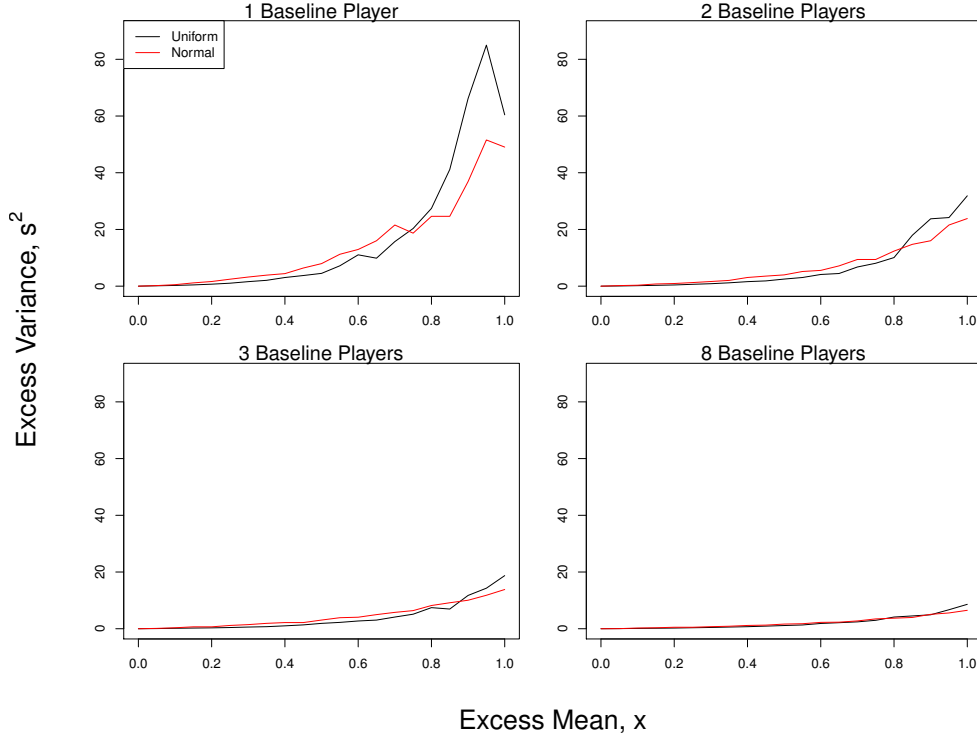 1 Baseline Player
2 Baseline Players
Uniform
Normal
80
60
40
20
0
0.0 0.2 0.4 0.6 0.8 1.0
80
60
40
20
0
0.0 0.2 0.4 0.6 0.8 1.0
3 Baseline Players
8 Baseline Players
80
60
40
20
0
0.0 0.2 0.4 0.6 0.8 1.0
80
60
40
20
0
0.0 0.2 0.4 0.6 0.8 1.0
Excess Variance, s²
Excess Mean, x